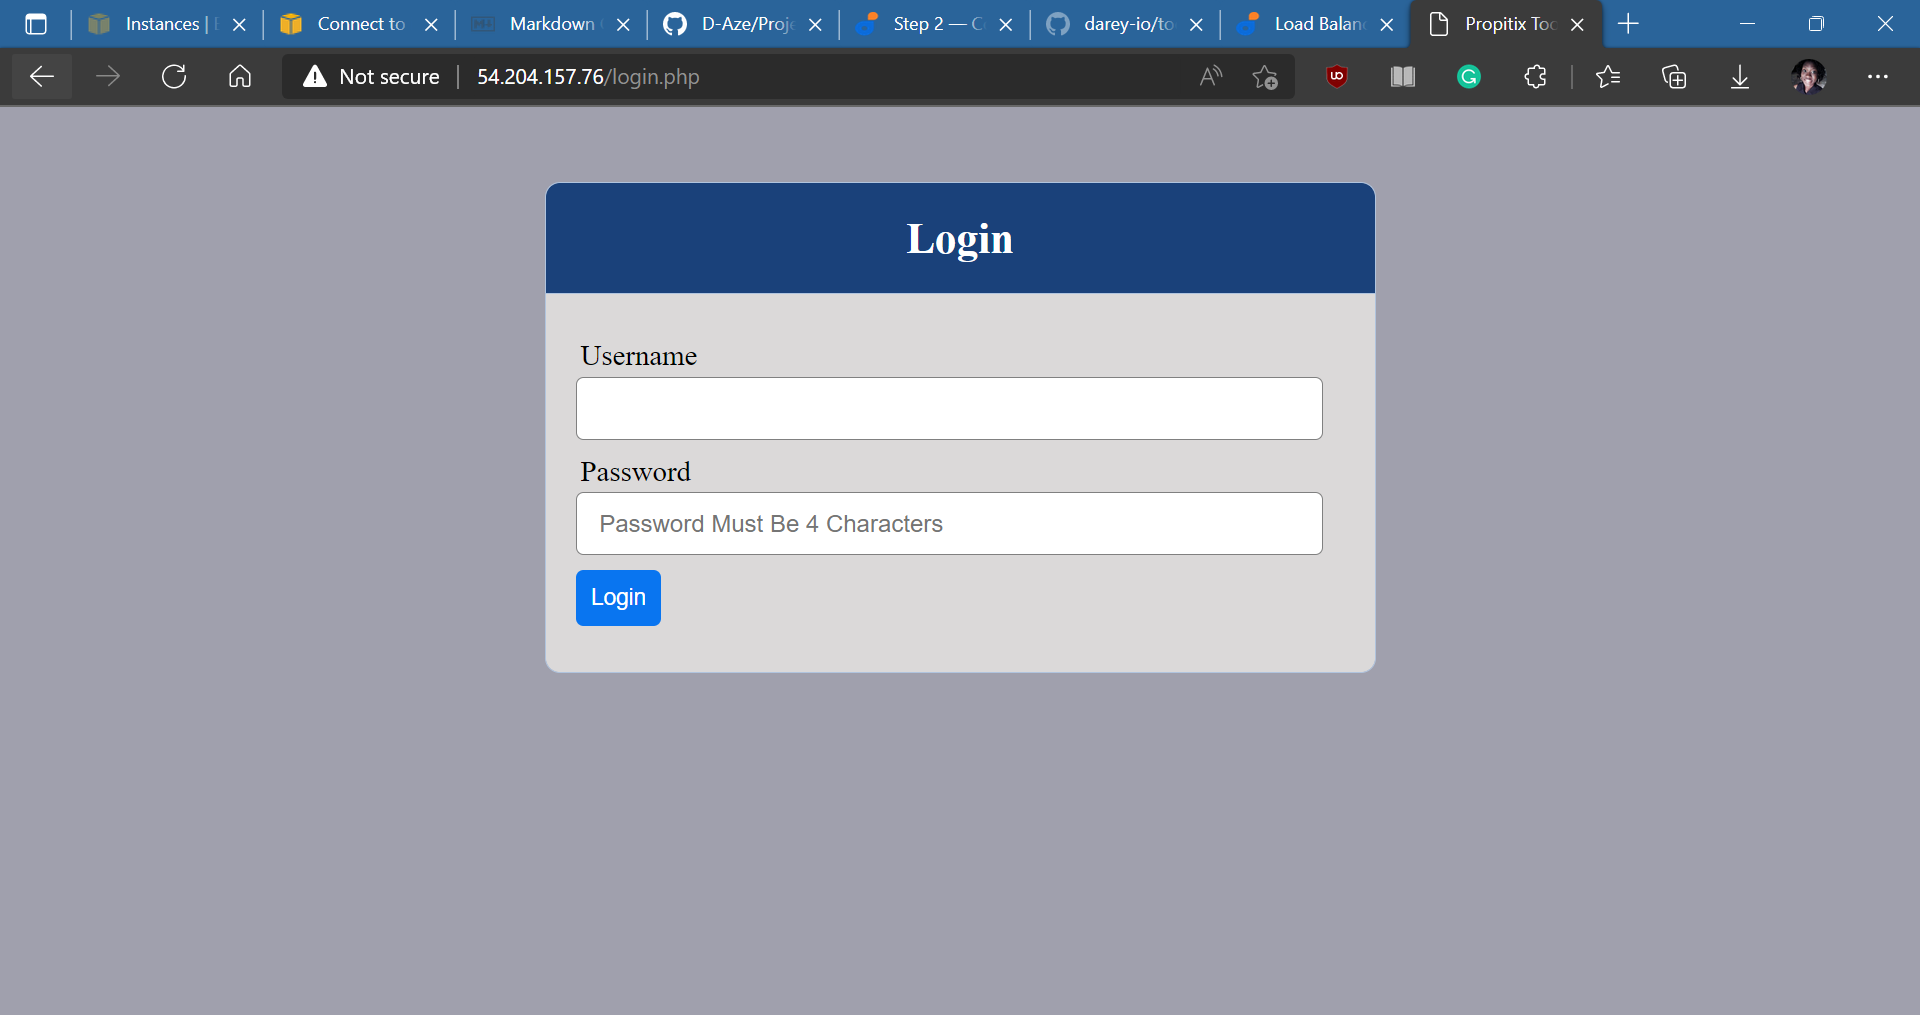 Instances |
Connect to
Markdown
D-Aze/Proj
Step 2 — C
darey-io/to
Load Balan
Propitix Too
Not secure
54.204.157.76/login.php
Login
Username
Password
Password Must Be 4 Characters
Login